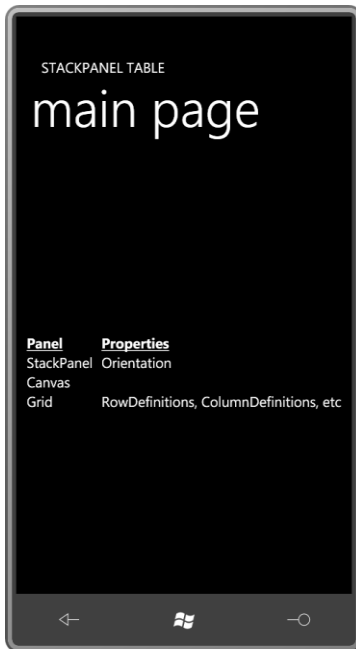 STACKPANEL TABLE
main page
Panel Properties
StackPanel Orientation
Canvas
Grid RowDefinitions, ColumnDefinitions, etc